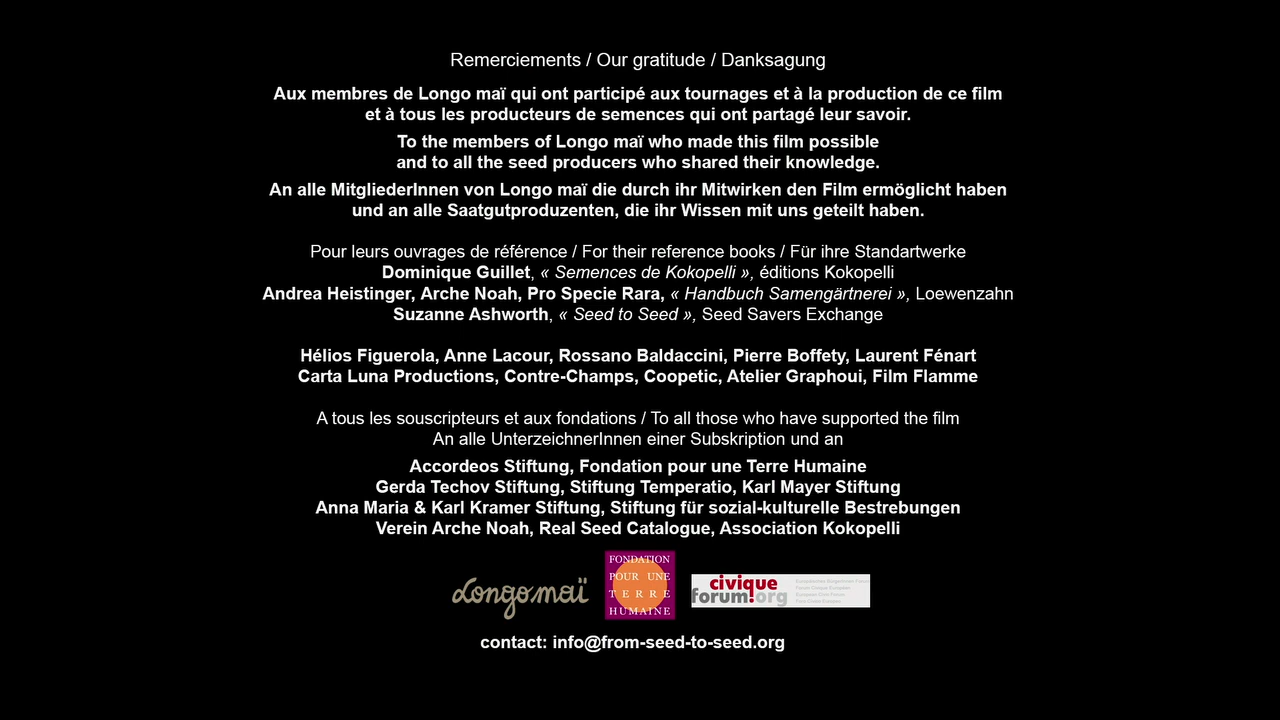 Remerciements / Our gratitude / Danksagung
Aux membres de Longo maï qui ont participé aux tournages et à la production de ce film
et à tous les producteurs de semences qui ont partagé leur savoir.
To the members of Longo maï who made this film possible
and to all the seed producers who shared their knowledge.
An alle MitgliederInnen von Longo maï die durch ihr Mitwirken den Film ermöglicht haben
und an alle Saatgutproduzenten, die ihr Wissen mit uns geteilt haben.
Pour leurs ouvrages de référence / For their reference books / Für ihre Standartwerke
Dominique Guillet, « Semences de Kokopelli », éditions Kokopelli
Andrea Heistinger, Arche Noah, Pro Specie Rara, « Handbuch Samengärtnerei », Loewenzahn
Suzanne Ashworth, « Seed to Seed », Seed Savers Exchange
Hélios Figuerola, Anne Lacour, Rossano Baldaccini, Pierre Boffety, Laurent Fénart
Carta Luna Productions, Contre-Champs, Coopetic, Atelier Graphoui, Film Flamme
A tous les souscripteurs et aux fondations / To all those who have supported the film
An alle UnterzeichnerInnen einer Subskription und an
Accordeos Stiftung, Fondation pour une Terre Humaine
Gerda Techov Stiftung, Stiftung Temperatio, Karl Mayer Stiftung
Anna Maria & Karl Kramer Stiftung, Stiftung für sozial-kulturelle Bestrebungen
Verein Arche Noah, Real Seed Catalogue, Association Kokopelli
Longo maï
FONDATION
POUR UNE
TERRE
HUMAINE
civique
forum.org
contact: info@from-seed-to-seed.org